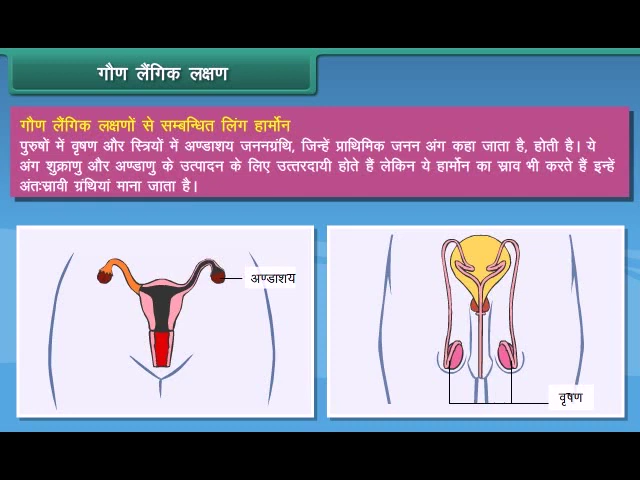 गौण लैंगिक लक्षण
गौण लैंगिक लक्षणों से सम्बन्धित लिंग हार्मोन
पुरुषों में वृषण और स्त्रियों में अण्डाशय जननग्रंथि, जिन्हें प्राथिमिक जनन अंग कहा जाता है, होती है। ये
अंग शुक्राणु और अण्डाणु के उत्पादन के लिए उत्तरदायी होते हैं लेकिन ये हार्मोन का स्राव भी करते हैं इन्हें
अंतःस्रावी ग्रंथियां माना जाता है।
अण्डाशय
वृषण